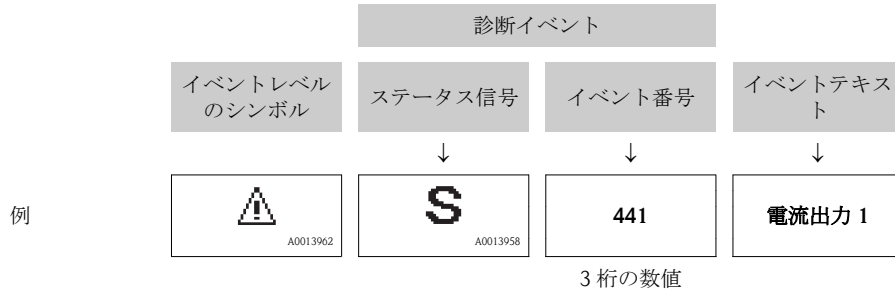 診断イベント
イベントレベル
のシンボル
ステータス信号
イベント番号
イベントテキス
ト
↓ ↓ ↓
例
A0013962
S
A0013958
441
電流出力 1
3 桁の数値